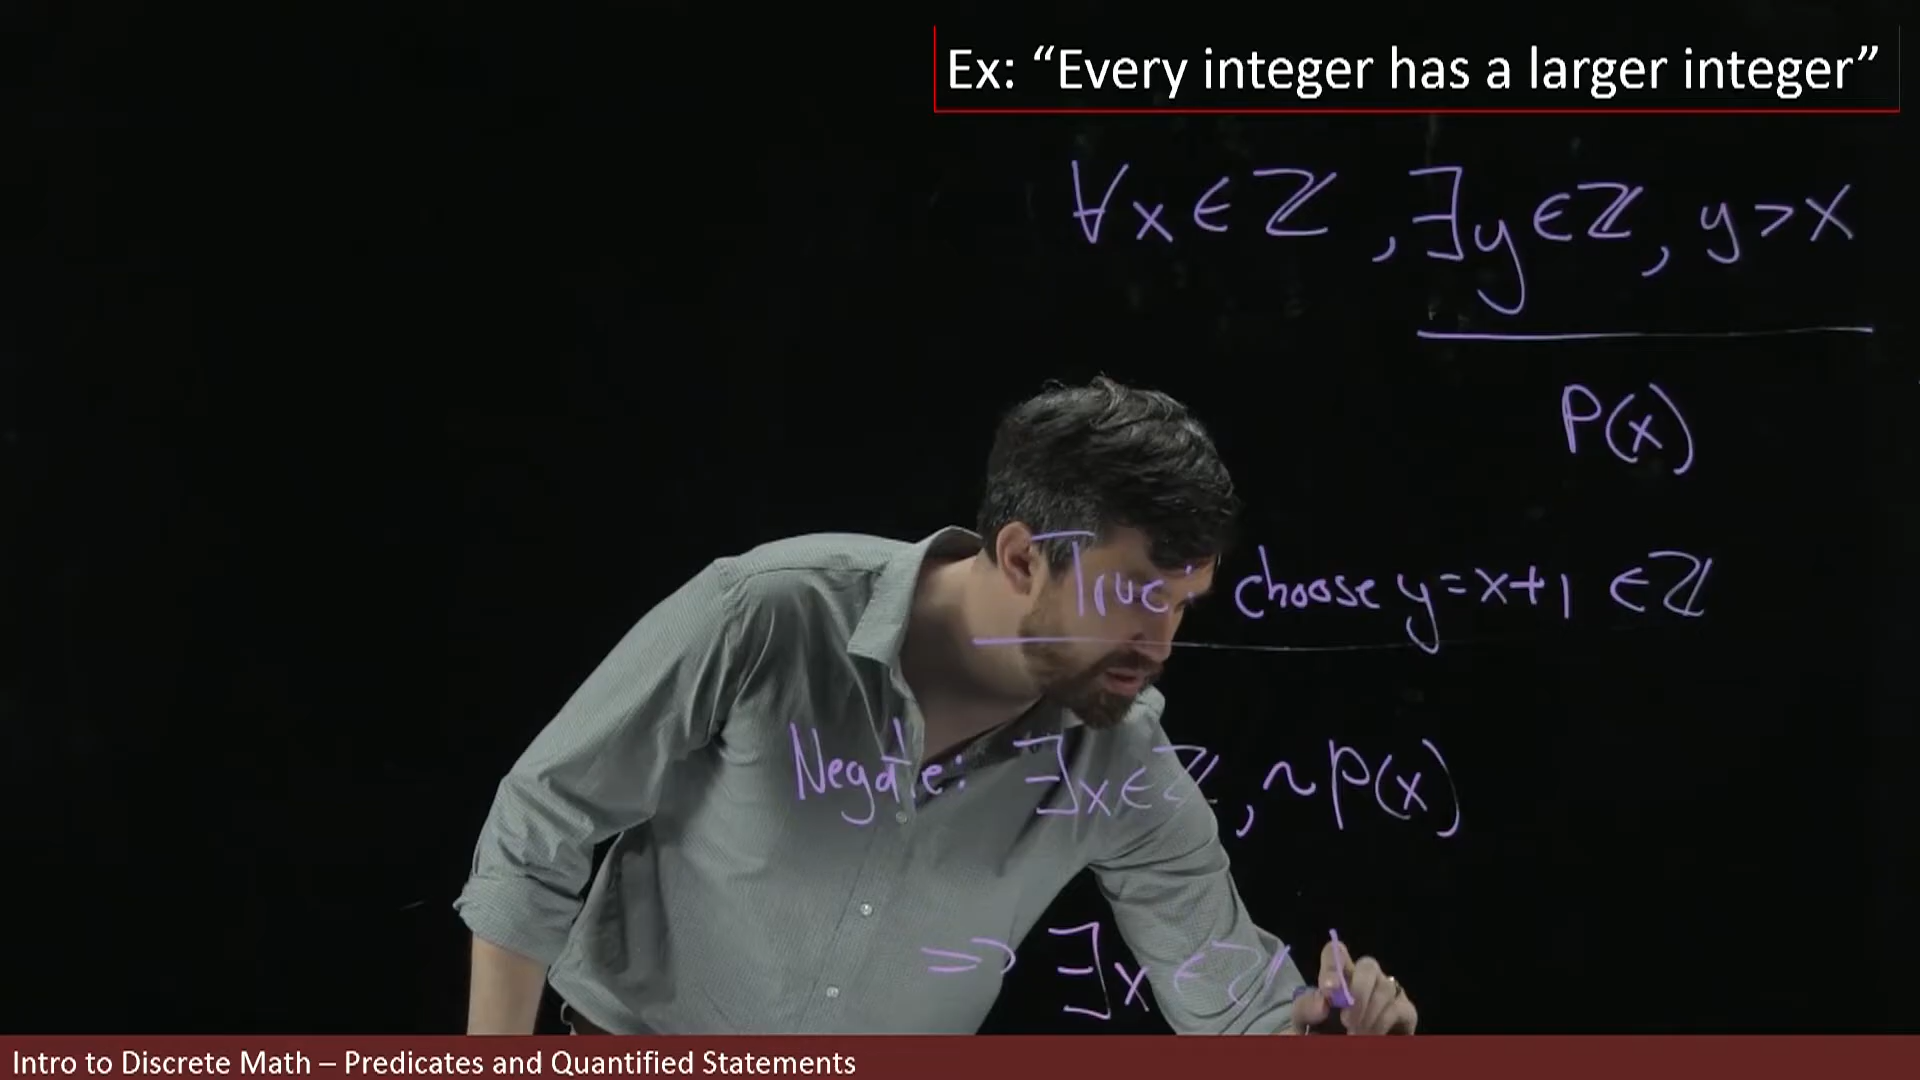 Ex: “Every integer has a larger integer”
∀x∈ℤ, ∃y∈ℤ, y>x
P(x)
True: choose y=x+1 ∈ℤ
Negate: ∃x∈ℤ, ~P(x)
⇒ ∃x∈ℤ
Intro to Discrete Math – Predicates and Quantified Statements